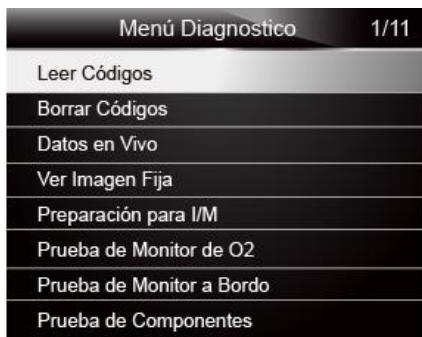 Menú Diagnostico 1/11
Leer Códigos
Borrar Códigos
Datos en Vivo
Ver Imagen Fija
Preparación para I/M
Prueba de Monitor de O2
Prueba de Monitor a Bordo
Prueba de Componentes